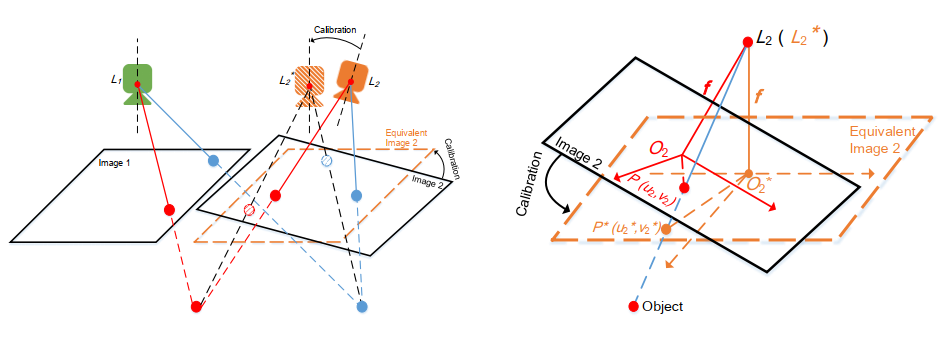 Calibration
L1
L2*
L2
Equivalent
Image 2
Calibration
Image 1
Image 2
L2 ( L2* )
f
f
Equivalent
Image 2
Image 2
O2
P (u2,v2)
O2*
Calibration
P* (u2*,v2*)
Object